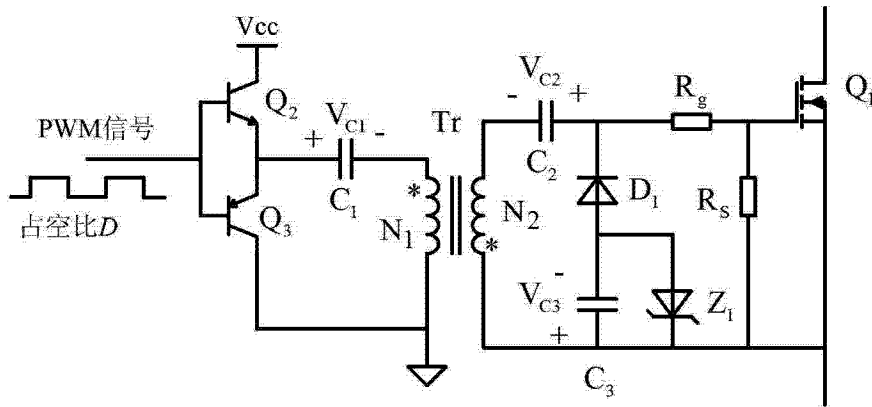 Vcc
Q2
PWM信号
占空比D
Q3
+ VC1 -
C1
*
N1
Tr
N2
*
- VC2 +
C2
D1
Rg
RS
Q1
-
VC3
+
C3
Z1